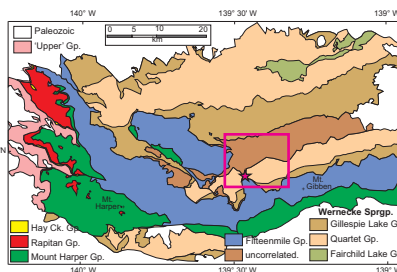 140° W
139° 30' W
139° W
Paleozoic
'Upper' Gp.
0 10 20
km
N
Mt.
Harper
Mt.
Gibben
Hay Ck. Gp.
Rapitan Gp.
Mount Harper Gp.
Fifteenmile Gp.
uncorrelated.
Wernecke Sprgp.
Gillespie Lake G
Quartet Gp.
Fairchild Lake G
140° W
139° 30' W
139° W